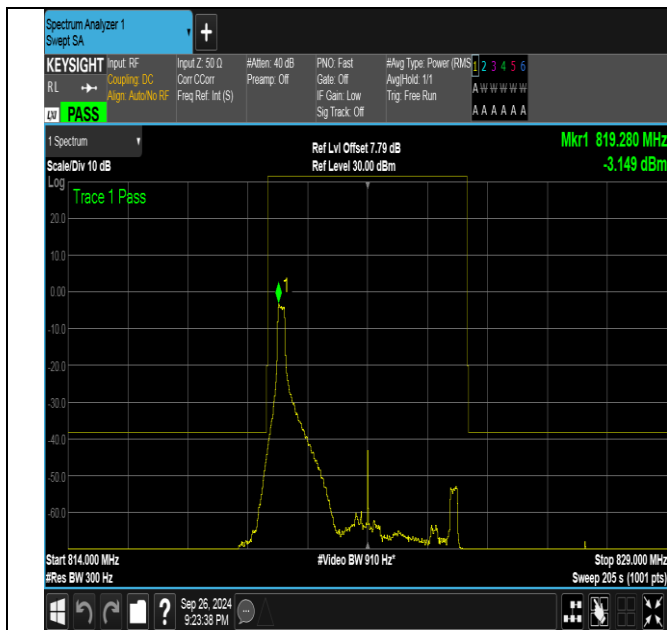 Spectrum Analyzer 1
Swept SA
+
KEYSIGHT
RL
LXI PASS
Input: RF
Coupling: DC
Align: Auto/No RF
Input Z: 50 Ω
Corr CCorr
Freq Ref: Int (S)
#Atten: 40 dB
Preamp: Off
PNO: Fast
Gate: Off
IF Gain: Low
Sig Track: Off
#Avg Type: Power (RMS
Avg|Hold: 1/1
Trig: Free Run
1 2 3 4 5 6
A W W W W W
A A A A A A
1 Spectrum
Scale/Div 10 dB
Ref Lvl Offset 7.79 dB
Ref Level 30.00 dBm
Mkr1 819.280 MHz
-3.149 dBm
Log
Trace 1 Pass
20.0
10.0
1
0.00
-10.0
-20.0
-30.0
-40.0
-50.0
-60.0
Start 814.000 MHz
#Video BW 910 Hz*
Stop 829.000 MHz
#Res BW 300 Hz
Sweep 205 s (1001 pts)
?
Sep 26, 2024
9:23:38 PM